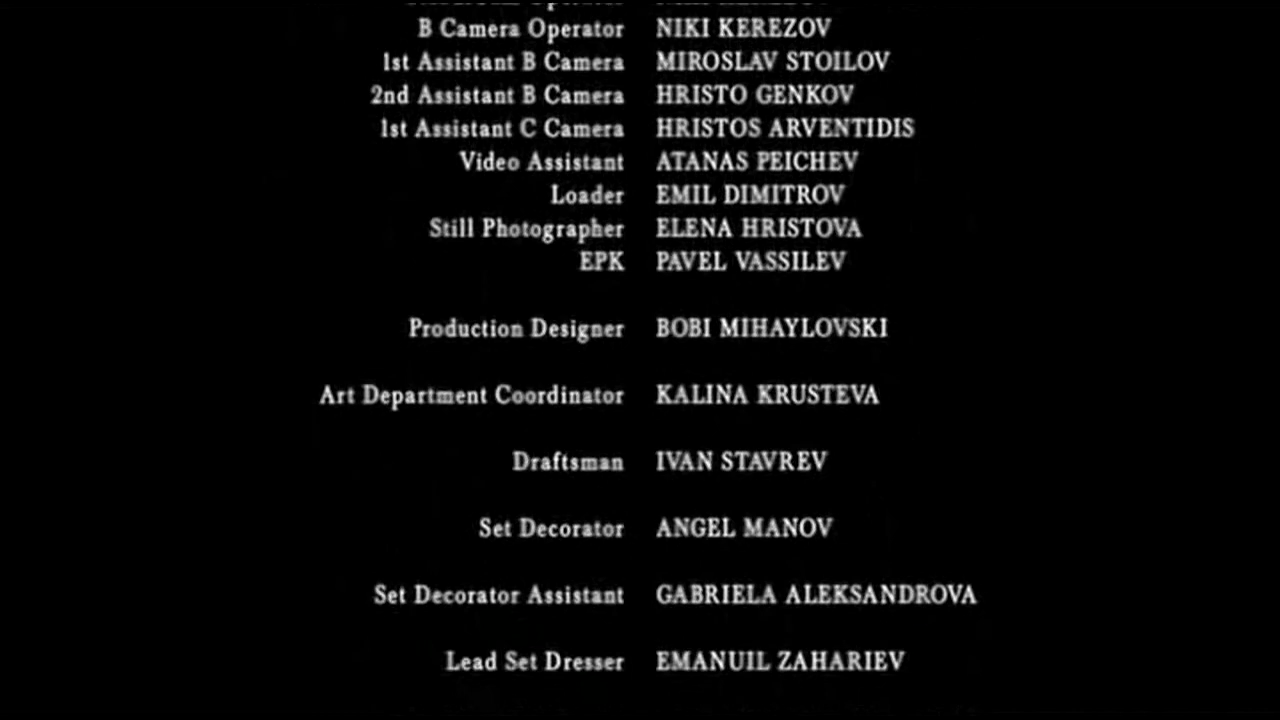 B Camera Operator NIKI KEREZOV
1st Assistant B Camera MIROSLAV STOILOV
2nd Assistant B Camera HRISTO GENKOV
1st Assistant C Camera HRISTOS ARVENTIDIS
Video Assistant ATANAS PEICHEV
Loader EMIL DIMITROV
Still Photographer ELENA HRISTOVA
EPK PAVEL VASSILEV
Production Designer BOBI MIHAYLOVSKI
Art Department Coordinator KALINA KRUSTEVA
Draftsman IVAN STAVREV
Set Decorator ANGEL MANOV
Set Decorator Assistant GABRIELA ALEKSANDROVA
Lead Set Dresser EMANUIL ZAHARIEV